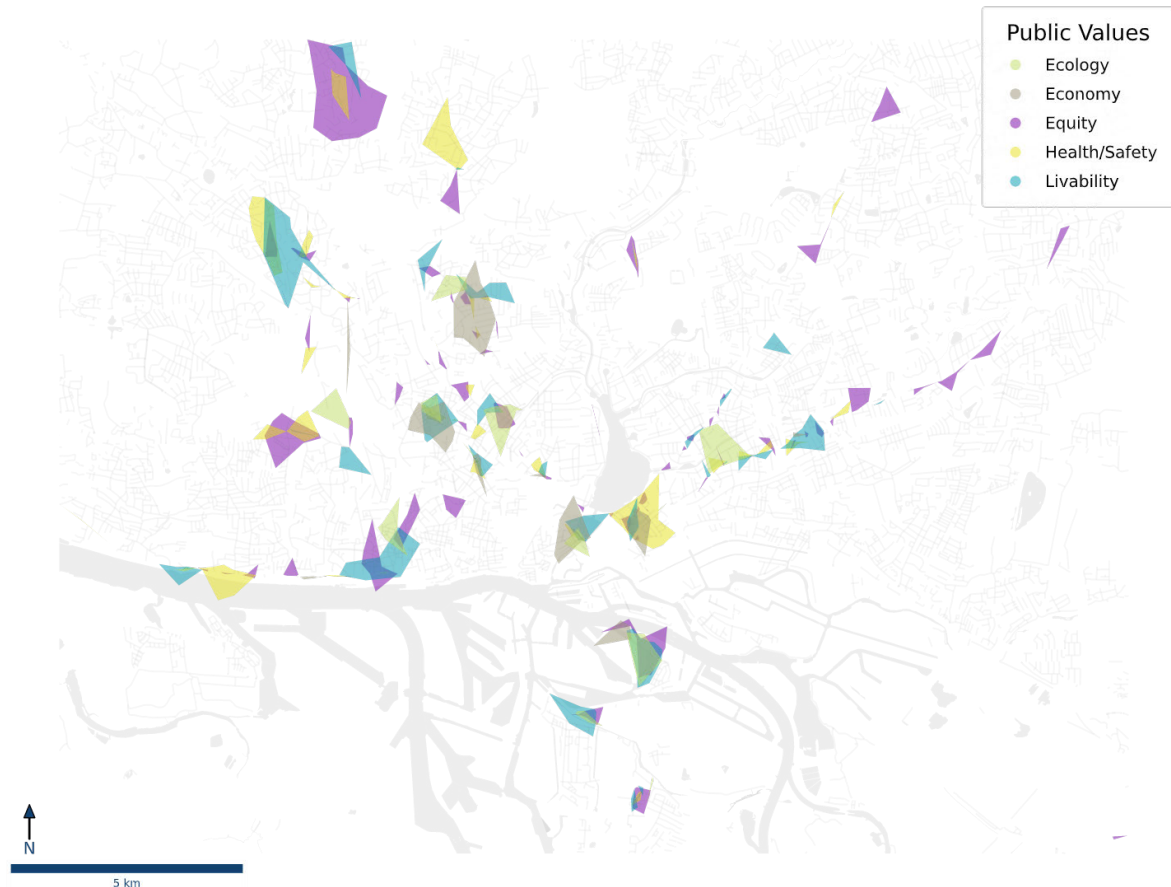 Public Values
Ecology
Economy
Equity
Health/Safety
Livability
N
5 km